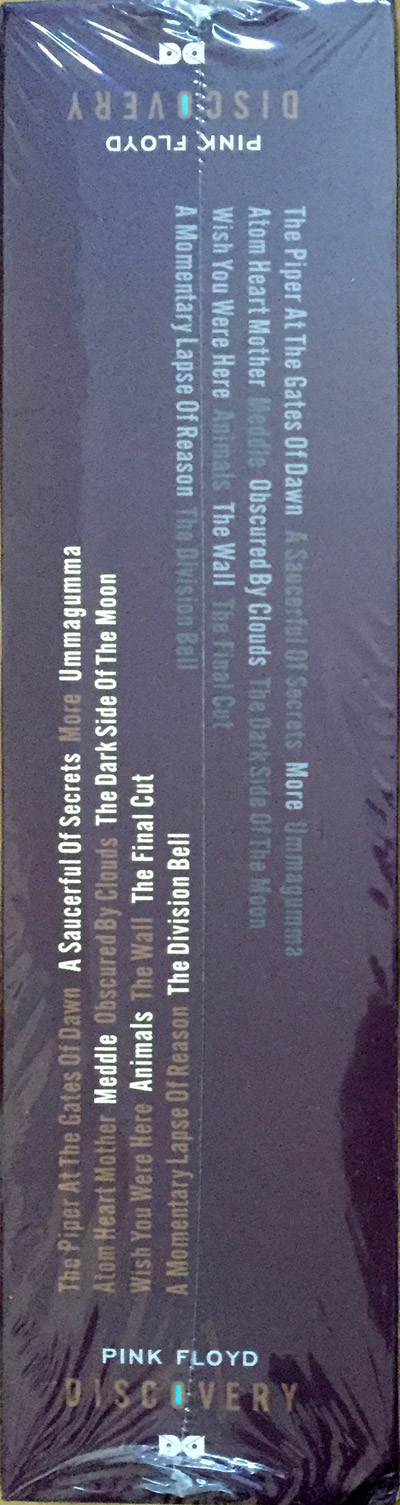 DISCOVERY
PINK FLOYD
The Piper At The Gates Of Dawn A Saucerful Of Secrets More Ummagumma
Atom Heart Mother Meddle Obscured By Clouds The Dark Side Of The Moon
Wish You Were Here Animals The Wall The Final Cut
A Momentary Lapse Of Reason The Division Bell
The Piper At The Gates Of Dawn A Saucerful Of Secrets More Ummagumma
Atom Heart Mother Meddle Obscured By Clouds The Dark Side Of The Moon
Wish You Were Here Animals The Wall The Final Cut
A Momentary Lapse Of Reason The Division Bell
PINK FLOYD
DISCOVERY